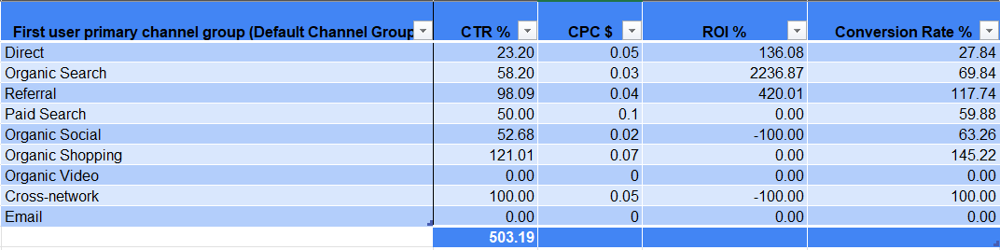 First user primary channel group (Default Channel Group CTR % CPC $ ROI % Conversion Rate %
Direct 23.20 0.05 136.08 27.84
Organic Search 58.20 0.03 2236.87 69.84
Referral 98.09 0.04 420.01 117.74
Paid Search 50.00 0.1 0.00 59.88
Organic Social 52.68 0.02 -100.00 63.26
Organic Shopping 121.01 0.07 0.00 145.22
Organic Video 0.00 0 0.00 0.00
Cross-network 100.00 0.05 -100.00 100.00
Email 0.00 0 0.00 0.00
503.19